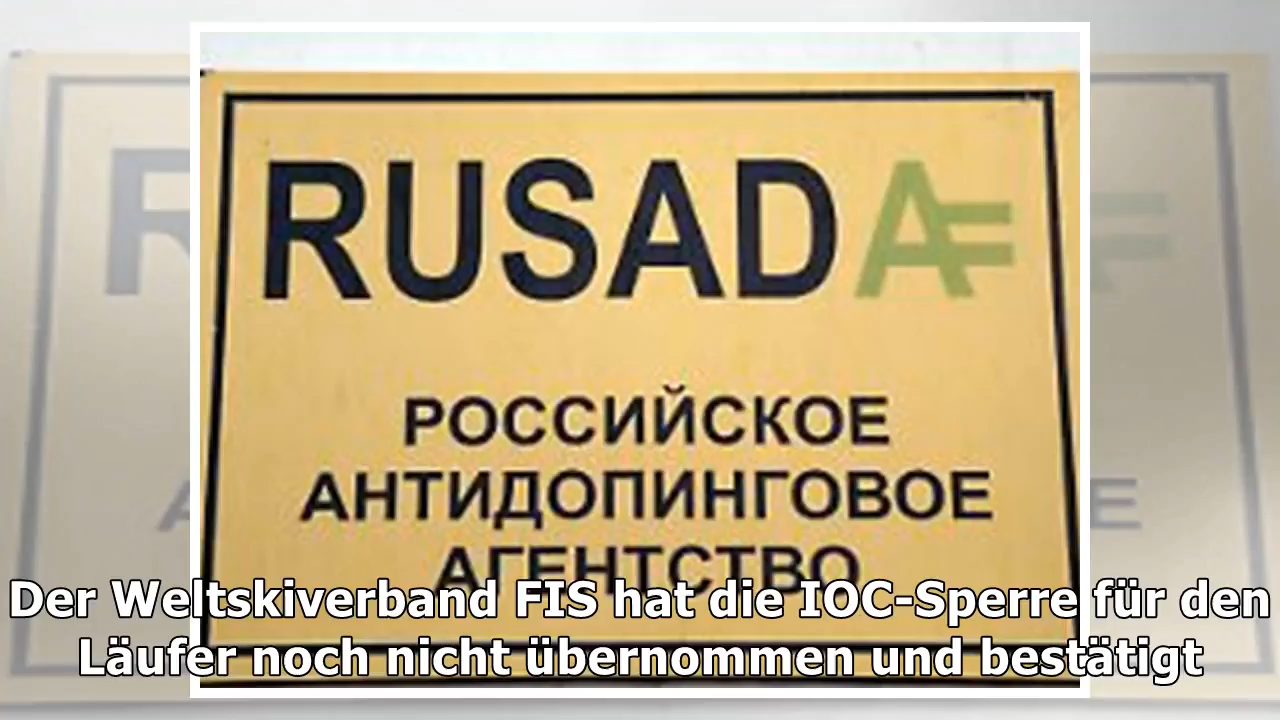 RUSADA
РОССИЙСКОЕ
АНТИДОПИНГОВОЕ
АГЕНТСТВО
Der Weltskiverband FIS hat die IOC-Sperre für den
Läufer noch nicht übernommen und bestätigt